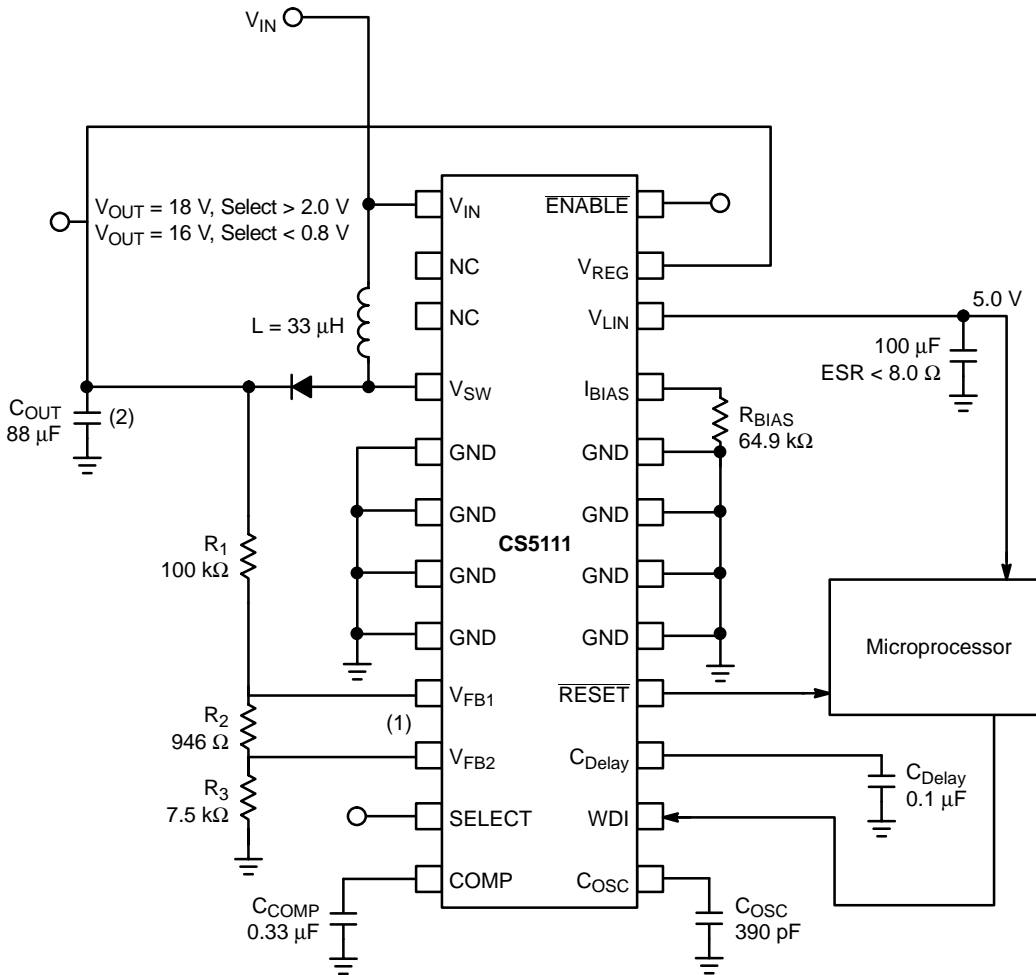 V_IN
V_OUT = 18 V, Select > 2.0 V
V_OUT = 16 V, Select < 0.8 V
L = 33 μH
C_OUT
88 μF
(2)
R_1
100 kΩ
R_2
946 Ω
R_3
7.5 kΩ
(1)
C_COMP
0.33 μF
V_IN
NC
NC
V_SW
GND
GND
GND
GND
V_FB1
V_FB2
SELECT
COMP
CS5111
ENABLE
V_REG
V_LIN
I_BIAS
GND
GND
GND
GND
RESET
C_Delay
WDI
C_OSC
5.0 V
100 μF
ESR < 8.0 Ω
R_BIAS
64.9 kΩ
Microprocessor
C_Delay
0.1 μF
C_OSC
390 pF